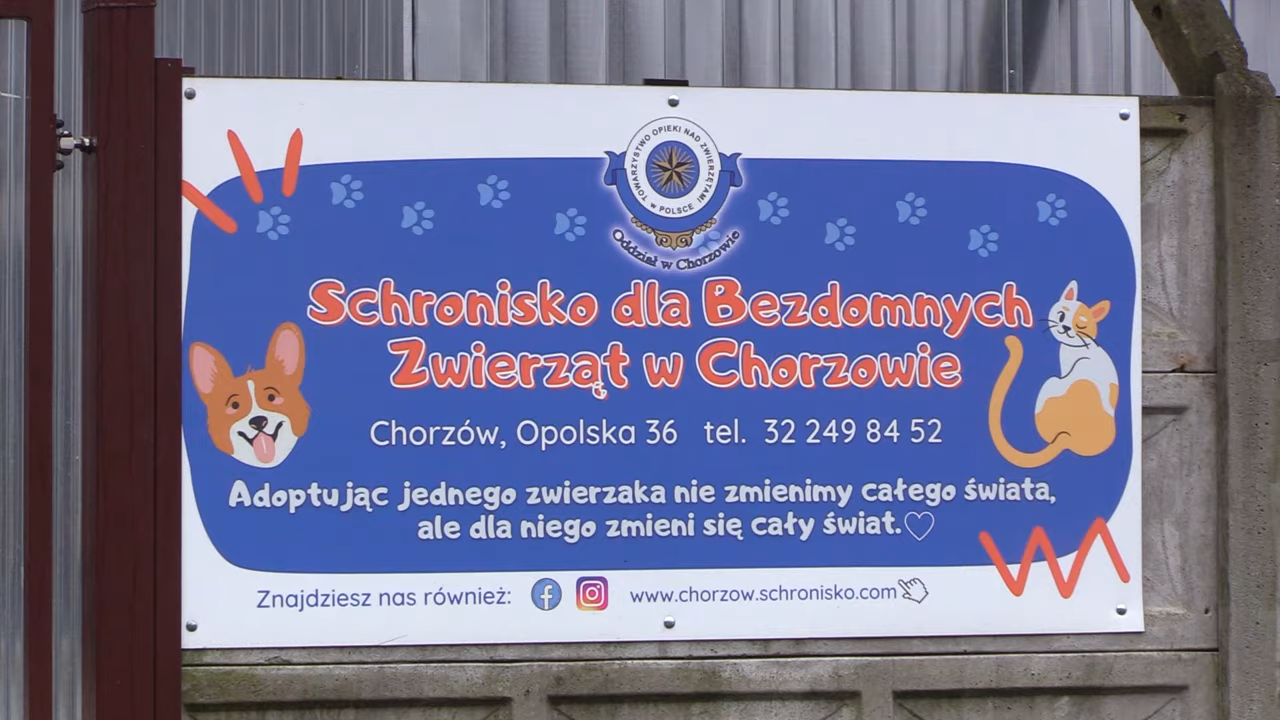 TOWARZYSTWO OPIEKI NAD ZWIERZĘTAMI
w POLSCE
Oddział w Chorzowie
Schronisko dla Bezdomnych
Zwierząt w Chorzowie
Chorzów, Opolska 36 tel. 32 249 84 52
Adoptując jednego zwierzaka nie zmienimy całego świata,
ale dla niego zmieni się cały świat.
Znajdziesz nas również: www.chorzow.schronisko.com